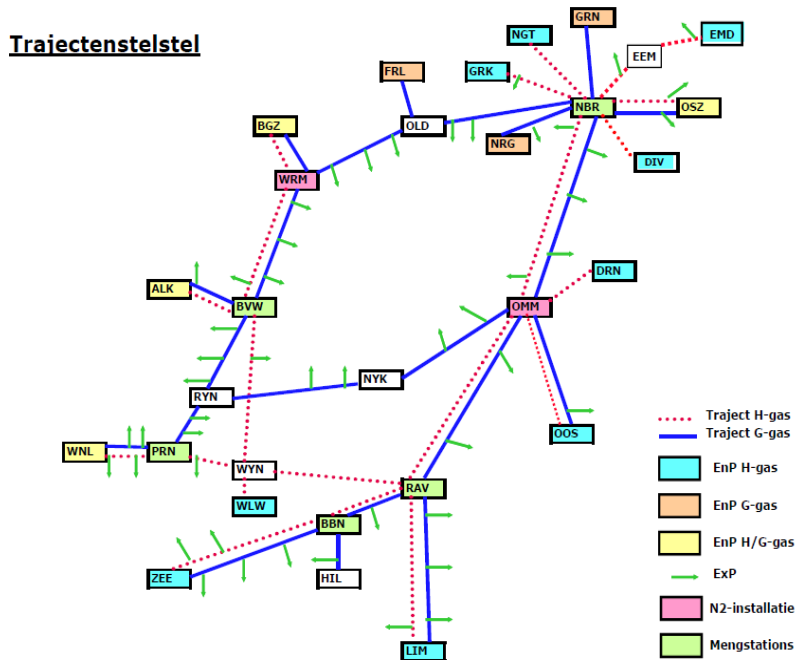 GRN
NGT
EMD
Trajectenstelstel
EEM
FRL
GRK
NBR
OSZ
BGZ
OLD
NRG
DIV
WRM
DRN
ALK
BVW
OMM
NYK
RYN
Traject H-gas
OOS
Traject G-gas
WNL
PRN
WYN
EnP H-gas
RAV
WLW
EnP G-gas
BBN
EnP H/G-gas
ZEE
HIL
ExP
N2-installatie
LIM
Mengstations